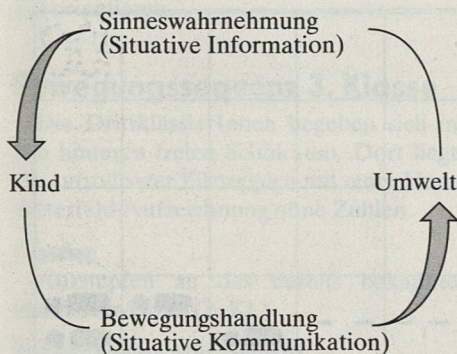 Sinneswahrnehmung
(Situative Information)
Kind
Umwelt
Bewegungshandlung
(Situative Kommunikation)